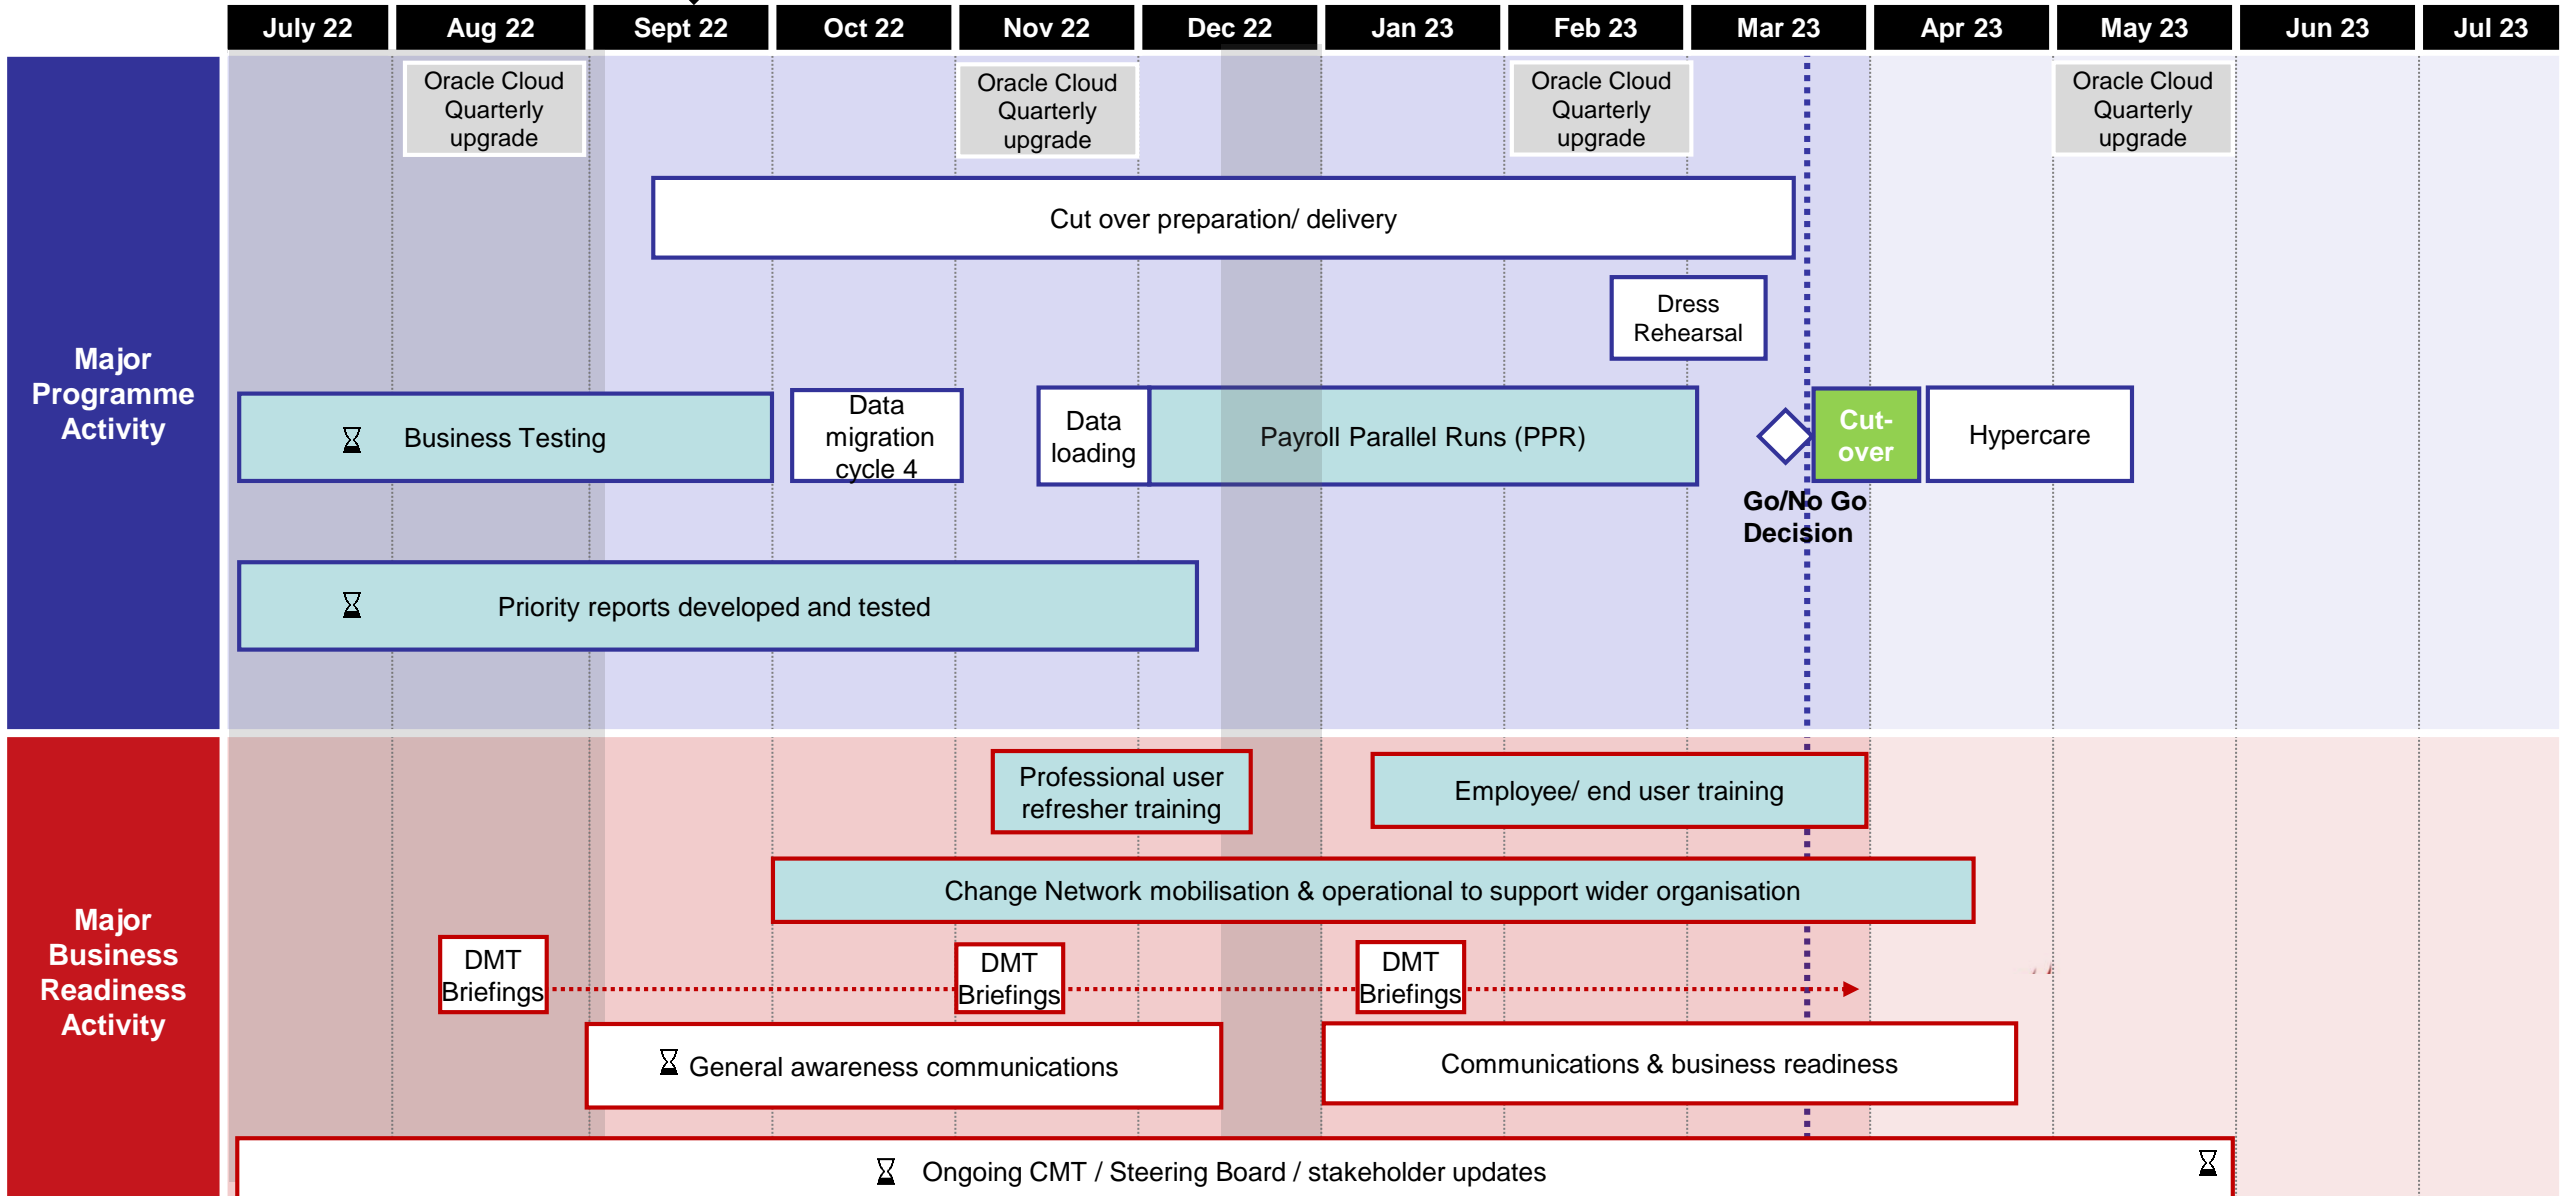 July 22
Aug 22
Sept 22
Oct 22
Nov 22
Dec 22
Jan 23
Feb 23
Mar 23
Apr 23
May 23
Jun 23
Jul 23
Major
Programme
Activity
Oracle Cloud
Quarterly
upgrade
Oracle Cloud
Quarterly
upgrade
Oracle Cloud
Quarterly
upgrade
Oracle Cloud
Quarterly
upgrade
Cut over preparation/ delivery
Dress
Rehearsal
Business Testing
Data
migration
cycle 4
Data
loading
Payroll Parallel Runs (PPR)
Cut-
over
Hypercare
Go/No Go
Decision
Priority reports developed and tested
Major
Business
Readiness
Activity
Professional user
refresher training
Employee/ end user training
Change Network mobilisation & operational to support wider organisation
DMT
Briefings
DMT
Briefings
DMT
Briefings
General awareness communications
Communications & business readiness
Ongoing CMT / Steering Board / stakeholder updates